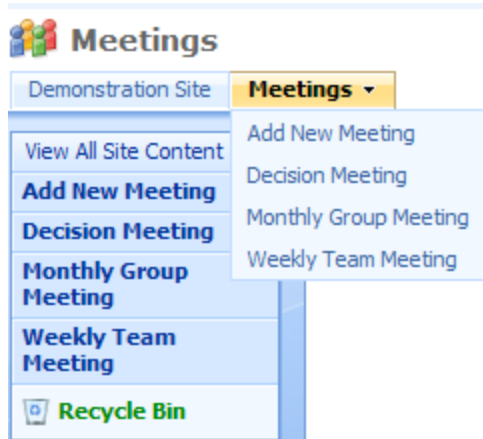 Meetings
Demonstration Site
Meetings
Add New Meeting
Decision Meeting
Monthly Group Meeting
Weekly Team Meeting
View All Site Content
Add New Meeting
Decision Meeting
Monthly Group
Meeting
Weekly Team
Meeting
Recycle Bin